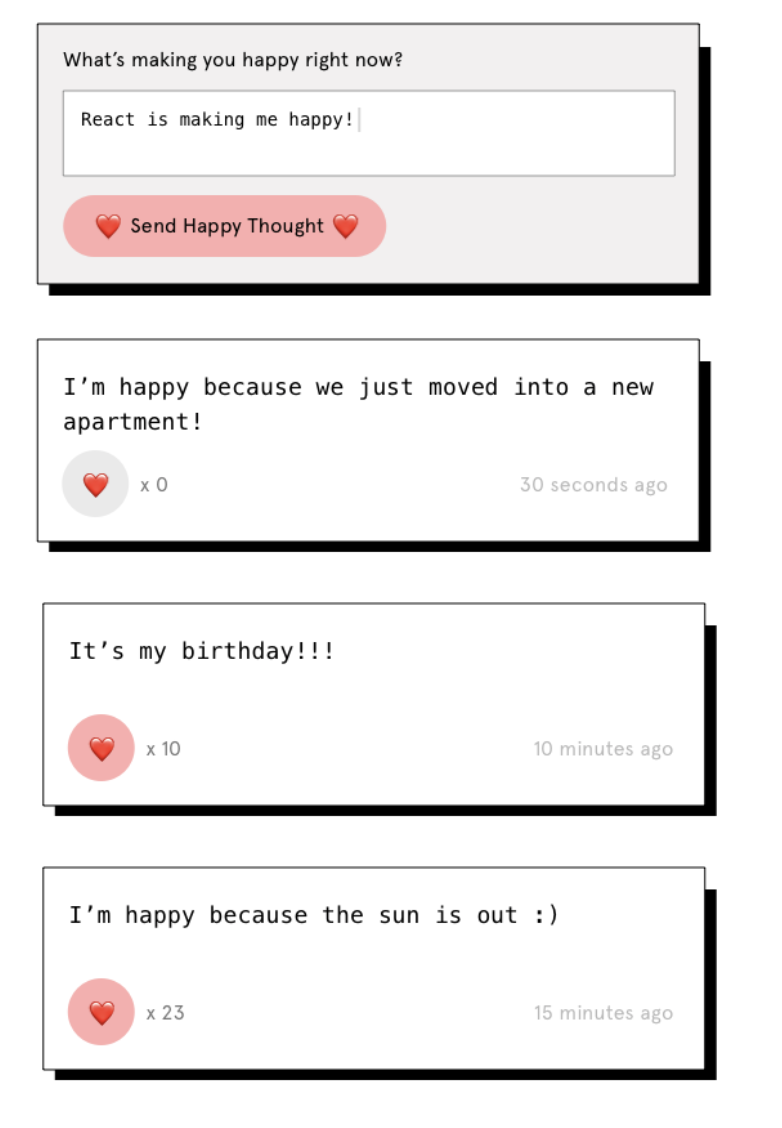 What’s making you happy right now?
React is making me happy!
❤️ Send Happy Thought ❤️
I’m happy because we just moved into a new
apartment!
❤️ x 0
30 seconds ago
It’s my birthday!!!
❤️ x 10
10 minutes ago
I’m happy because the sun is out :)
❤️ x 23
15 minutes ago